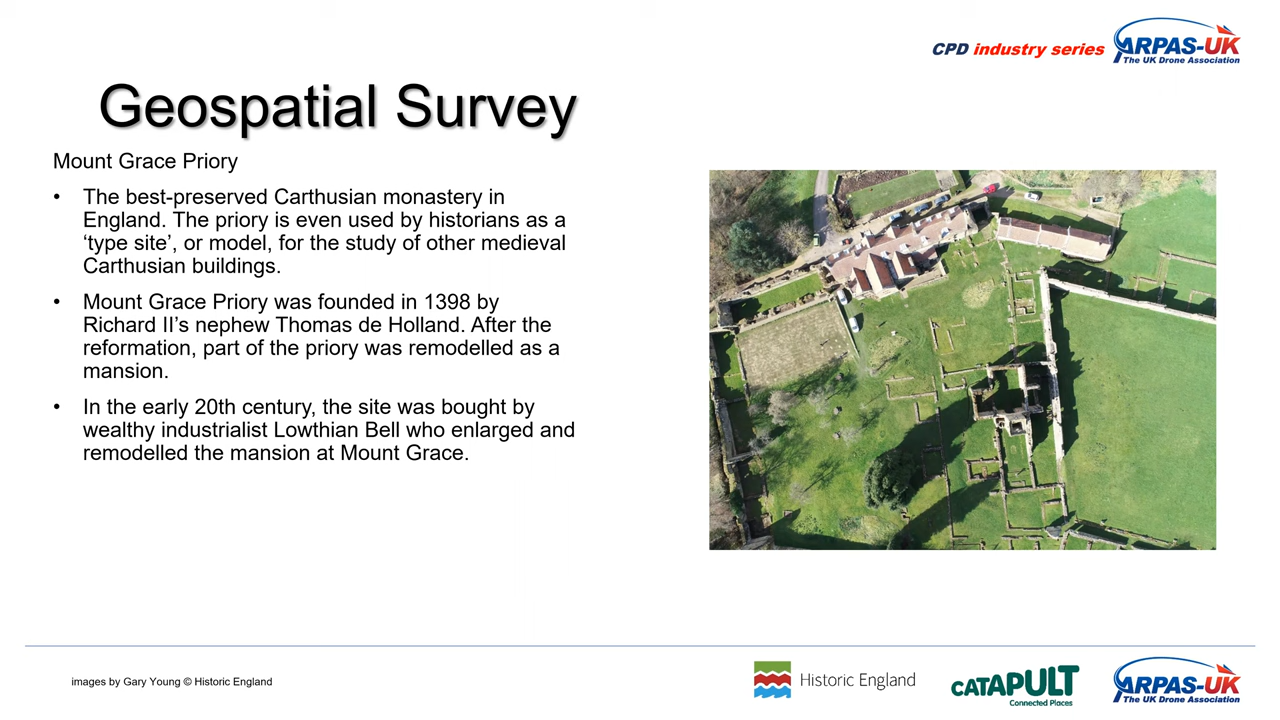 CPD industry series
ARPAS-UK
The UK Drone Association
Geospatial Survey
Mount Grace Priory
• The best-preserved Carthusian monastery in
England. The priory is even used by historians as a
‘type site’, or model, for the study of other medieval
Carthusian buildings.
• Mount Grace Priory was founded in 1398 by
Richard II’s nephew Thomas de Holland. After the
reformation, part of the priory was remodelled as a
mansion.
• In the early 20th century, the site was bought by
wealthy industrialist Lowthian Bell who enlarged and
remodelled the mansion at Mount Grace.
images by Gary Young © Historic England
Historic England
CATAPULT
Connected Places
ARPAS-UK
The UK Drone Association